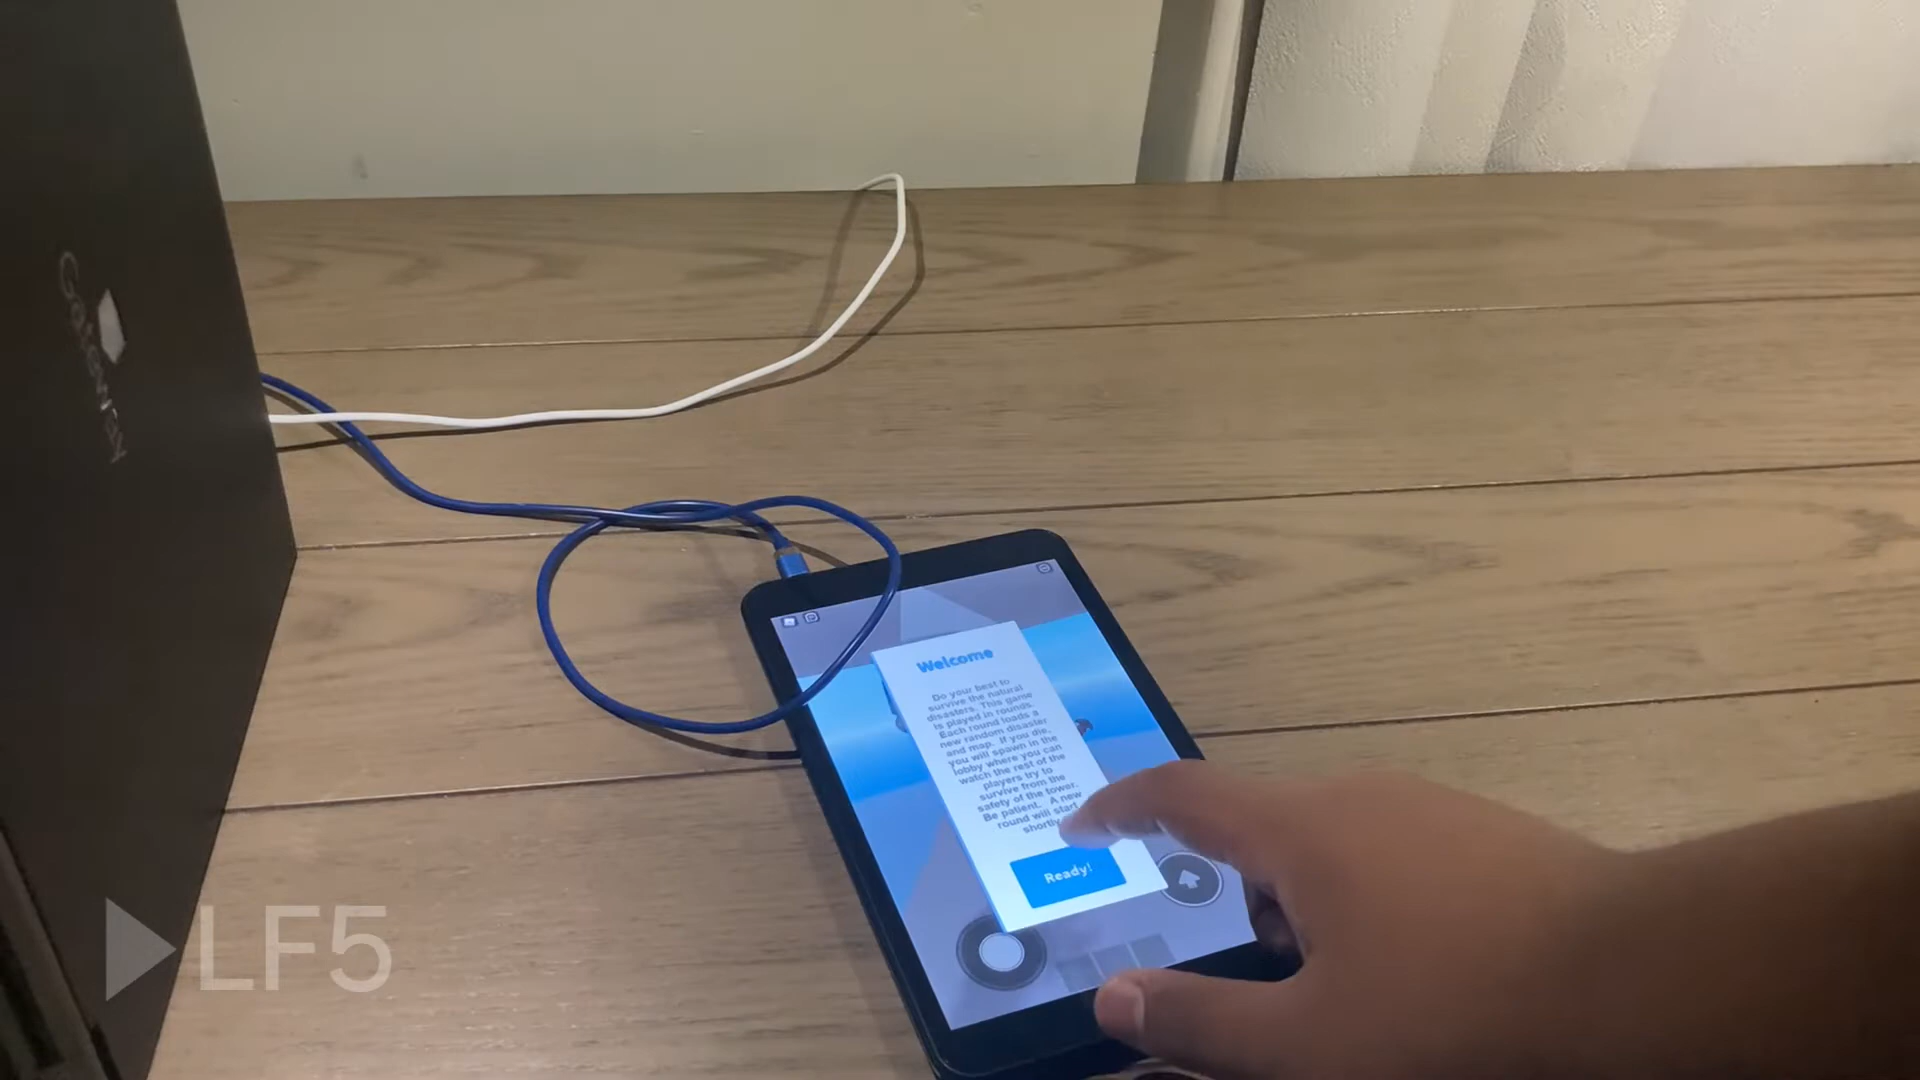 Welcome
Do your best to
survive the natural
disasters. This game
is played in rounds.
Each round loads a
new random disaster
and map. If you die,
you will spawn in the
lobby where you can
watch the rest of the
players try to
survive from the
safety of the tower.
Be patient. A new
round will start
shortly
Ready!
LF5